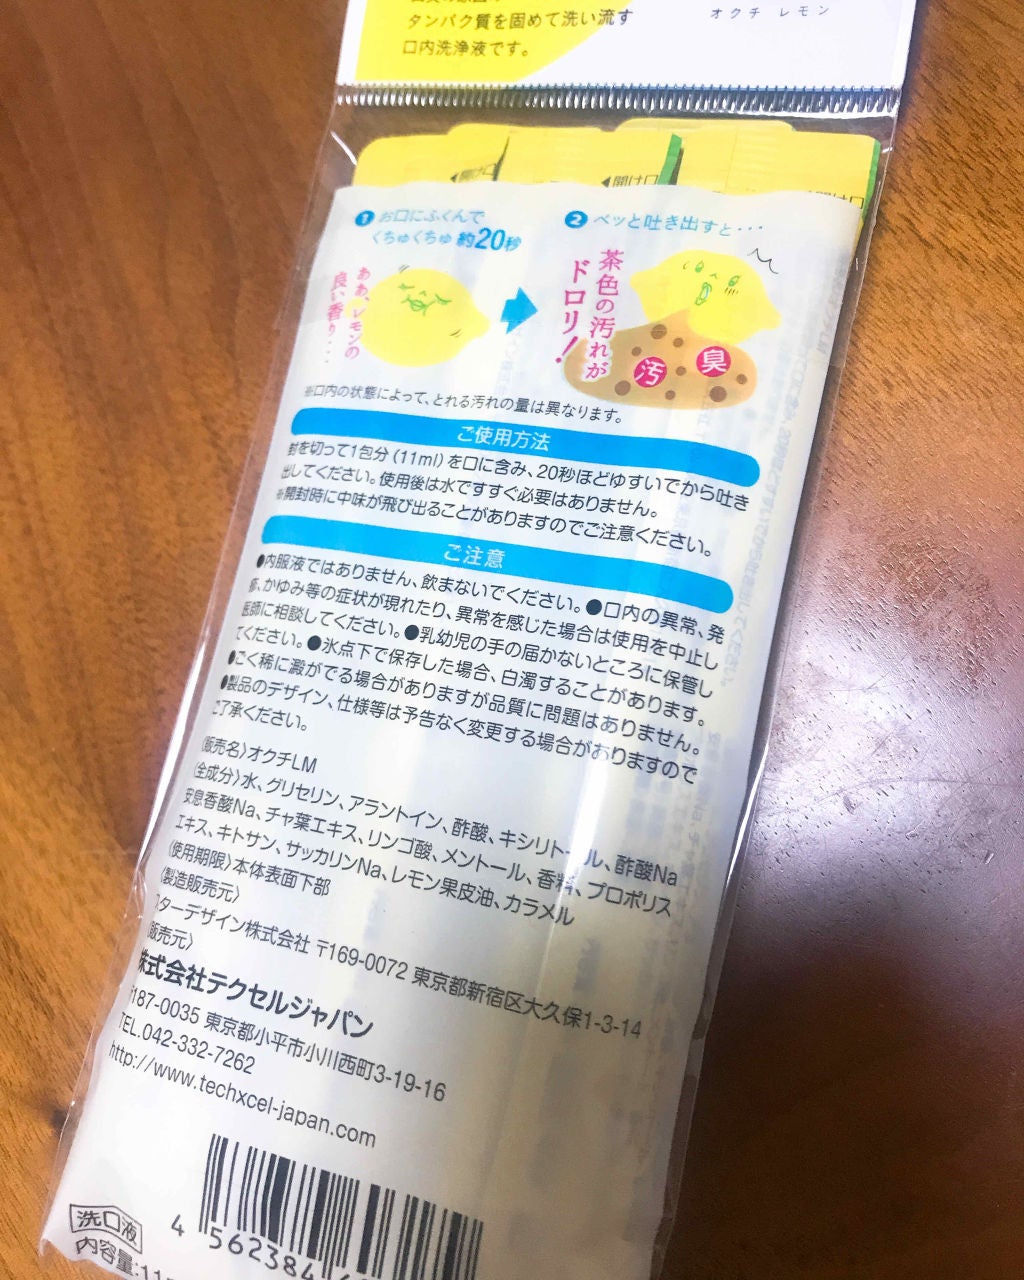 タンパク質を固めて洗い流す
口内洗浄液です。
オクチ レモン
◀開け口
◀開け口
開け口
1 お口にふくんで
くちゅくちゅ 約20秒
2 ペッと吐き出すと・・・
ああ、レモンの
良い香り・・・
茶色の汚れが
ドロリ!
汚
臭
※口内の状態によって、とれる汚れの量は異なります。
ご使用方法
封を切って1包分(11ml)を口に含み、20秒ほどゆすいでから吐き
出してください。使用後は水ですすぐ必要はありません。
※開封時に中味が飛び出ることがありますのでご注意ください。
ご注意
●内服液ではありません、飲まないでください。●口内の異常、発
疹、かゆみ等の症状が現れたり、異常を感じた場合は使用を中止し
医師に相談してください。●乳幼児の手の届かないところに保管し
てください。●氷点下で保存した場合、白濁することがあります。
●ごく稀に澱がでる場合がありますが品質に問題はありません。
●製品のデザイン、仕様等は予告なく変更する場合がおりますので
ご了承ください。
〈販売名〉オクチLM
〈全成分〉水、グリセリン、アラントイン、酢酸、キシリトール、酢酸Na
安息香酸Na、チャ葉エキス、リンゴ酸、メントール、香料、プロポリス
エキス、キトサン、サッカリンNa、レモン果皮油、カラメル
〈使用期限〉本体表面下部
〈製造販売元〉
スターデザイン株式会社 〒169-0072 東京都新宿区大久保1-3-14
〈販売元〉
株式会社テクセルジャパン
〒187-0035 東京都小平市小川西町3-19-16
TEL.042-332-7262
http://www.techxcel-japan.com
4 562384
洗口液
内容量:11